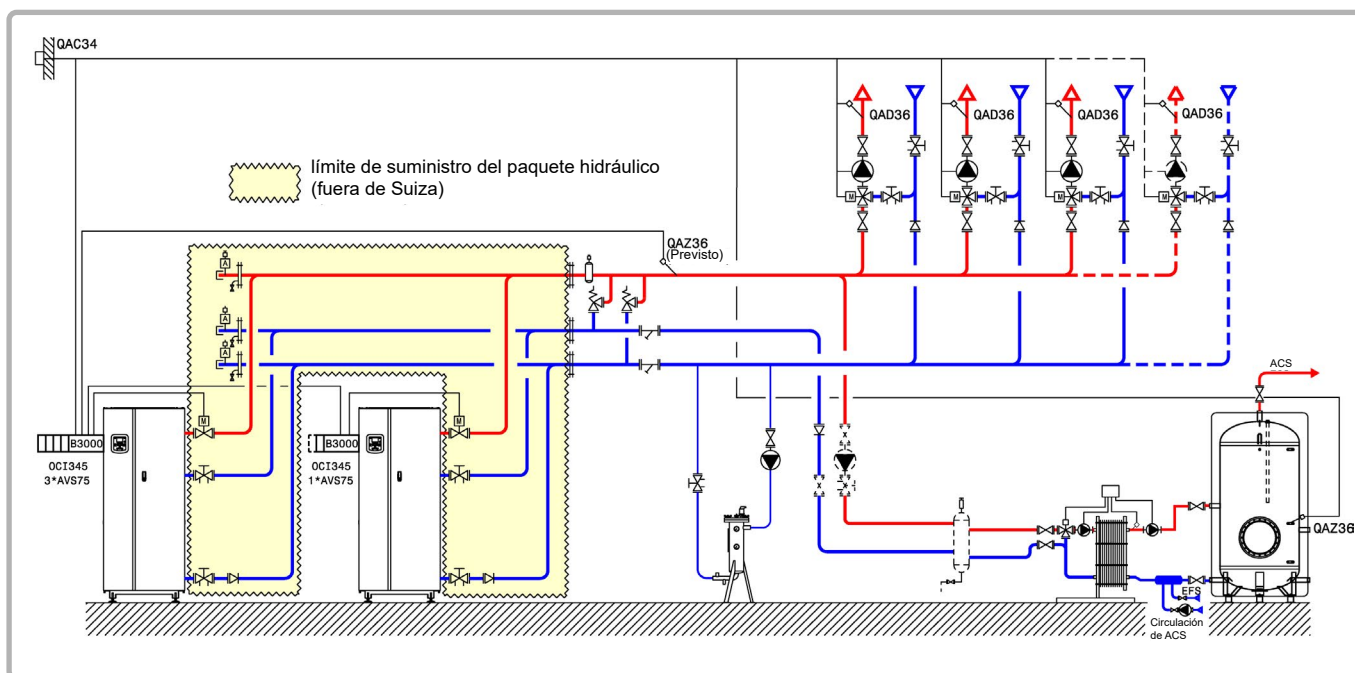 QAC34
QAD36
QAD36
QAD36
QAD36
límite de suministro del paquete hidráulico
(fuera de Suiza)
QAZ36
(Previsto)
A
A
A
M
M
M
M
M
M
ACS
B3000
B3000
OCI345
3*AVS75
OCI345
1*AVS75
QAZ36
EFS
Circulación
de ACS